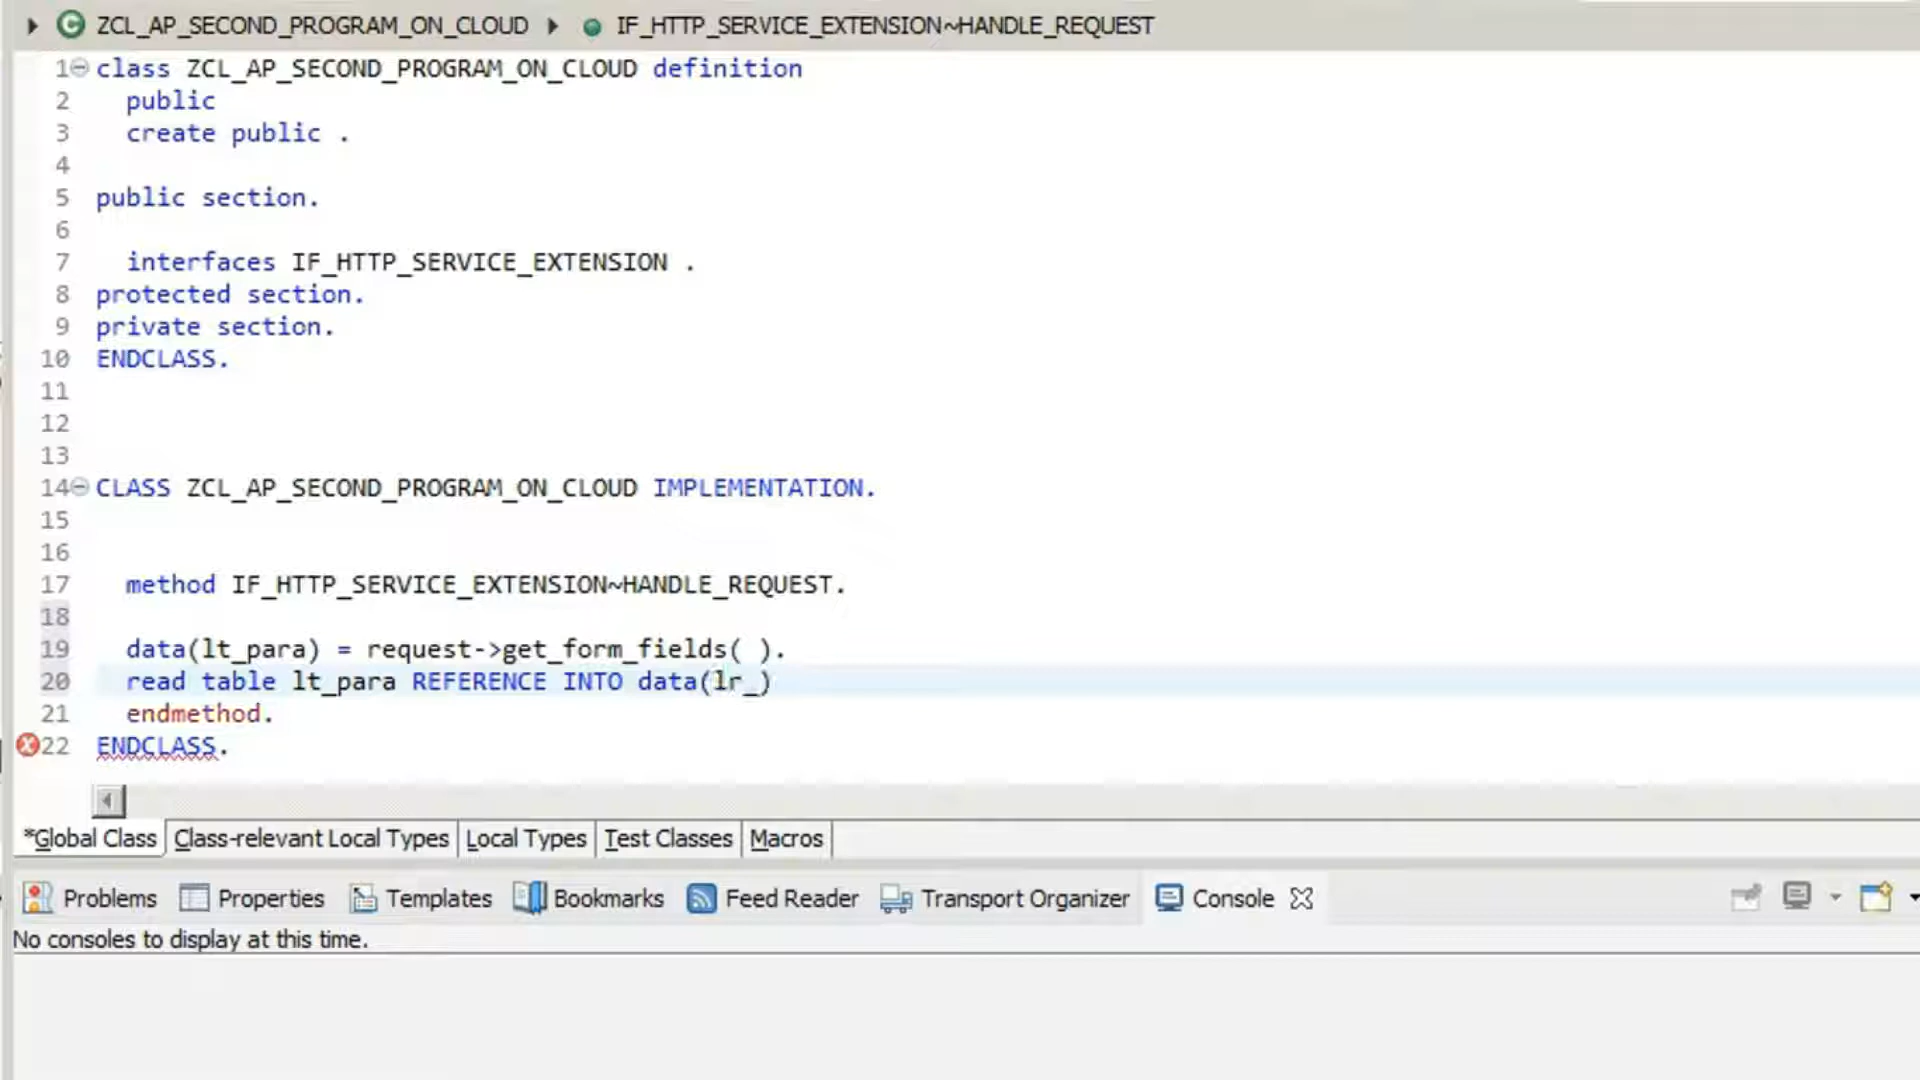 ZCL_AP_SECOND_PROGRAM_ON_CLOUD IF_HTTP_SERVICE_EXTENSION~HANDLE_REQUEST
1 class ZCL_AP_SECOND_PROGRAM_ON_CLOUD definition
2 public
3 create public .
4
5 public section.
6
7 interfaces IF_HTTP_SERVICE_EXTENSION .
8 protected section.
9 private section.
10 ENDCLASS.
11
12
13
14 CLASS ZCL_AP_SECOND_PROGRAM_ON_CLOUD IMPLEMENTATION.
15
16
17 method IF_HTTP_SERVICE_EXTENSION~HANDLE_REQUEST.
18
19 data(lt_para) = request->get_form_fields( ).
20 read table lt_para REFERENCE INTO data(lr_)
21 endmethod.
22 ENDCLASS.
*Global Class Class-relevant Local Types Local Types Test Classes Macros
Problems Properties Templates Bookmarks Feed Reader Transport Organizer Console
No consoles to display at this time.